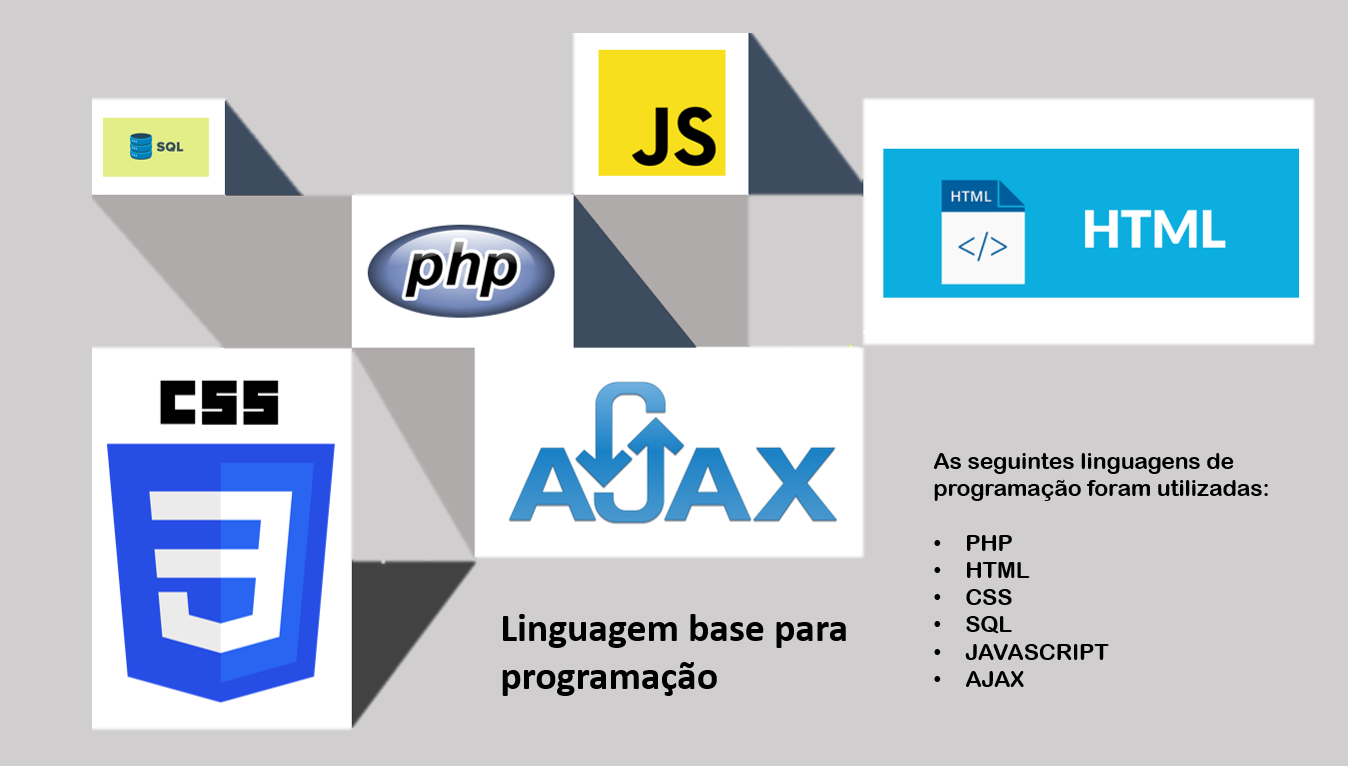 JS
SQL
HTML
HTML
</>
php
CSS
AJAX
As seguintes linguagens de
programação foram utilizadas:
• PHP
• HTML
• CSS
• SQL
• JAVASCRIPT
• AJAX
Linguagem base para
programação